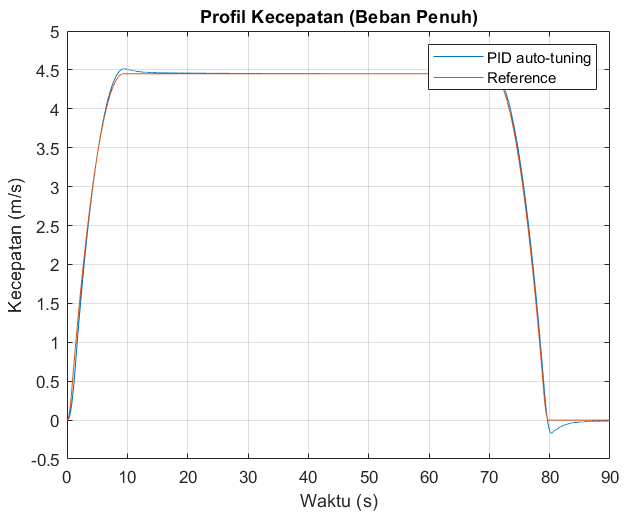 Profil Kecepatan (Beban Penuh)
5
4.5
4
3.5
3
2.5
2
1.5
1
0.5
0
-0.5
Kecepatan (m/s)
PID auto-tuning
Reference
0 10 20 30 40 50 60 70 80 90
Waktu (s)